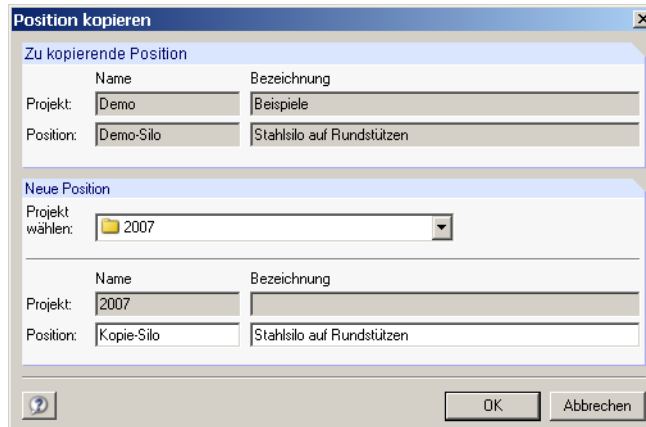 Position kopieren
Zu kopierende Position
Name Bezeichnung
Projekt: Demo Beispiele
Position: Demo-Silo Stahlsilo auf Rundstützen
Neue Position
Projekt
wählen: 2007
Name Bezeichnung
Projekt: 2007
Position: Kopie-Silo Stahlsilo auf Rundstützen
OK Abbrechen